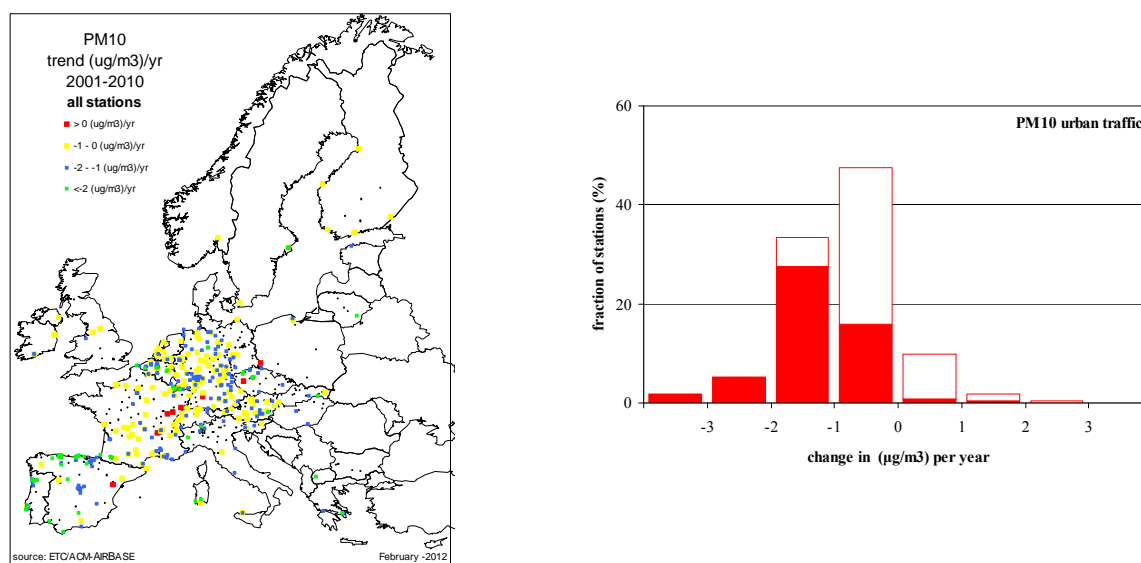 PM10
trend (ug/m3)/yr
2001-2010
all stations
> 0 (ug/m3)/yr
-1 - 0 (ug/m3)/yr
-2 - -1 (ug/m3)/yr
<-2 (ug/m3)/yr
source: ETC/ACM-AIRBASE
February -2012
PM10 urban traffic
60
40
20
0
-3 -2 -1 0 1 2 3
fraction of stations (%)
change in (µg/m3) per year